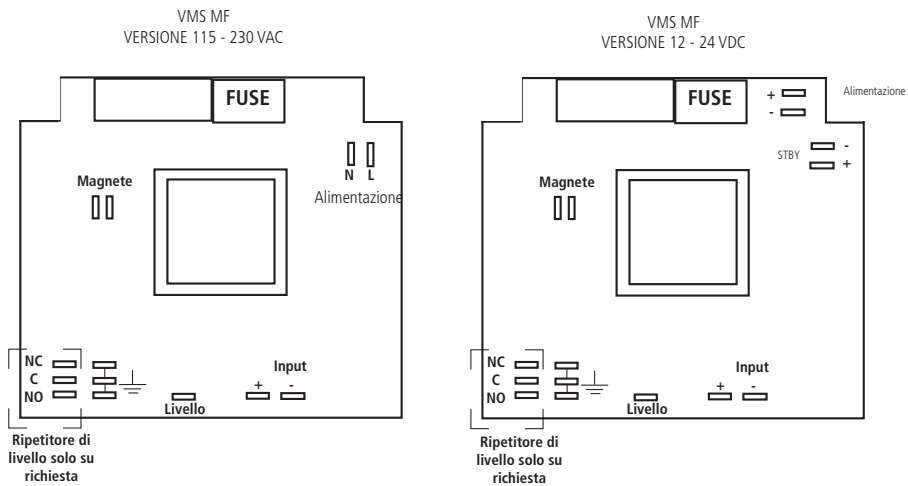 VMS MF
VERSIONE 115 - 230 VAC
FUSE
N L
Alimentazione
Magnete
NC
C
NO
Input
+ -
Livello
Ripetitore di
livello solo su
richiesta
VMS MF
VERSIONE 12 - 24 VDC
FUSE
+
-
Alimentazione
STBY
-
+
Magnete
NC
C
NO
Input
+ -
Livello
Ripetitore di
livello solo su
richiesta